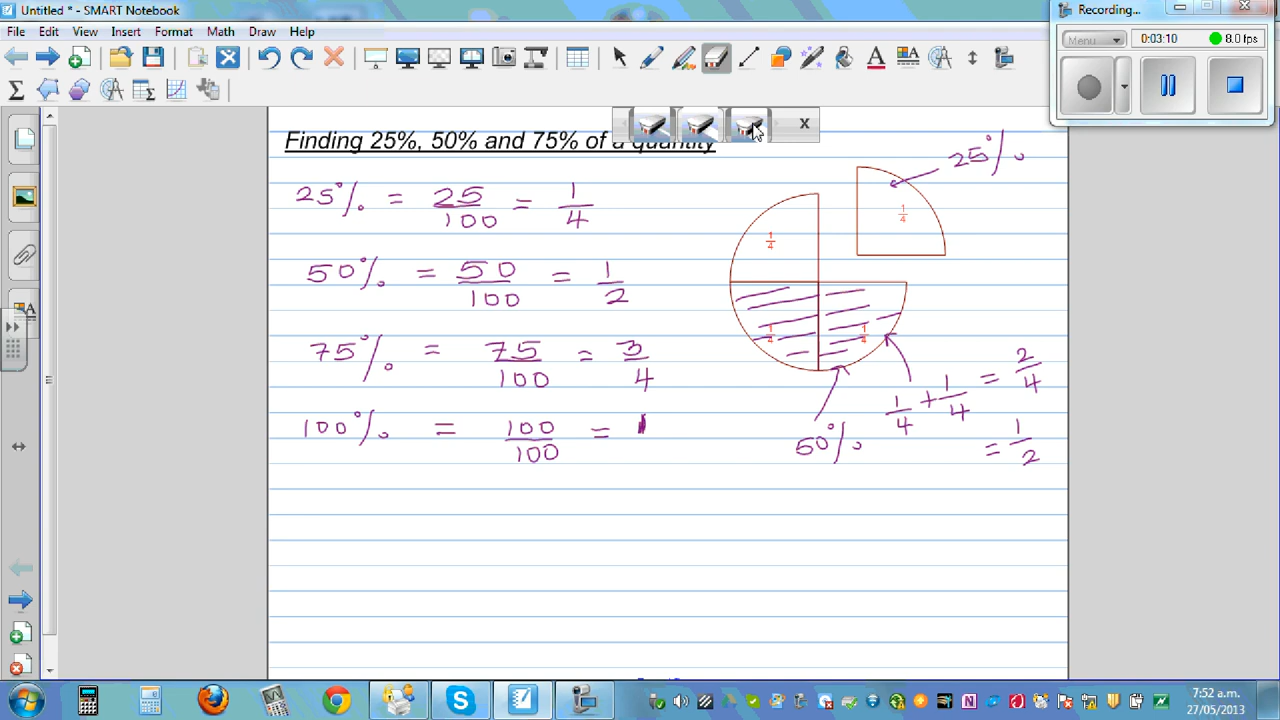 Untitled * - SMART Notebook
Recording...
File Edit View Insert Format Math Draw Help
Menu
0:03:10
8.0 fps
x
Finding 25%, 50% and 75% of a quantity
25% = 25/100 = 1/4
50% = 50/100 = 1/2
75% = 75/100 = 3/4
100% = 100/100 = 1
25%
1/4
1/4
1/4
1/4
50%
1/4 + 1/4 = 2/4
= 1/2
7:52 a.m.
27/05/2013